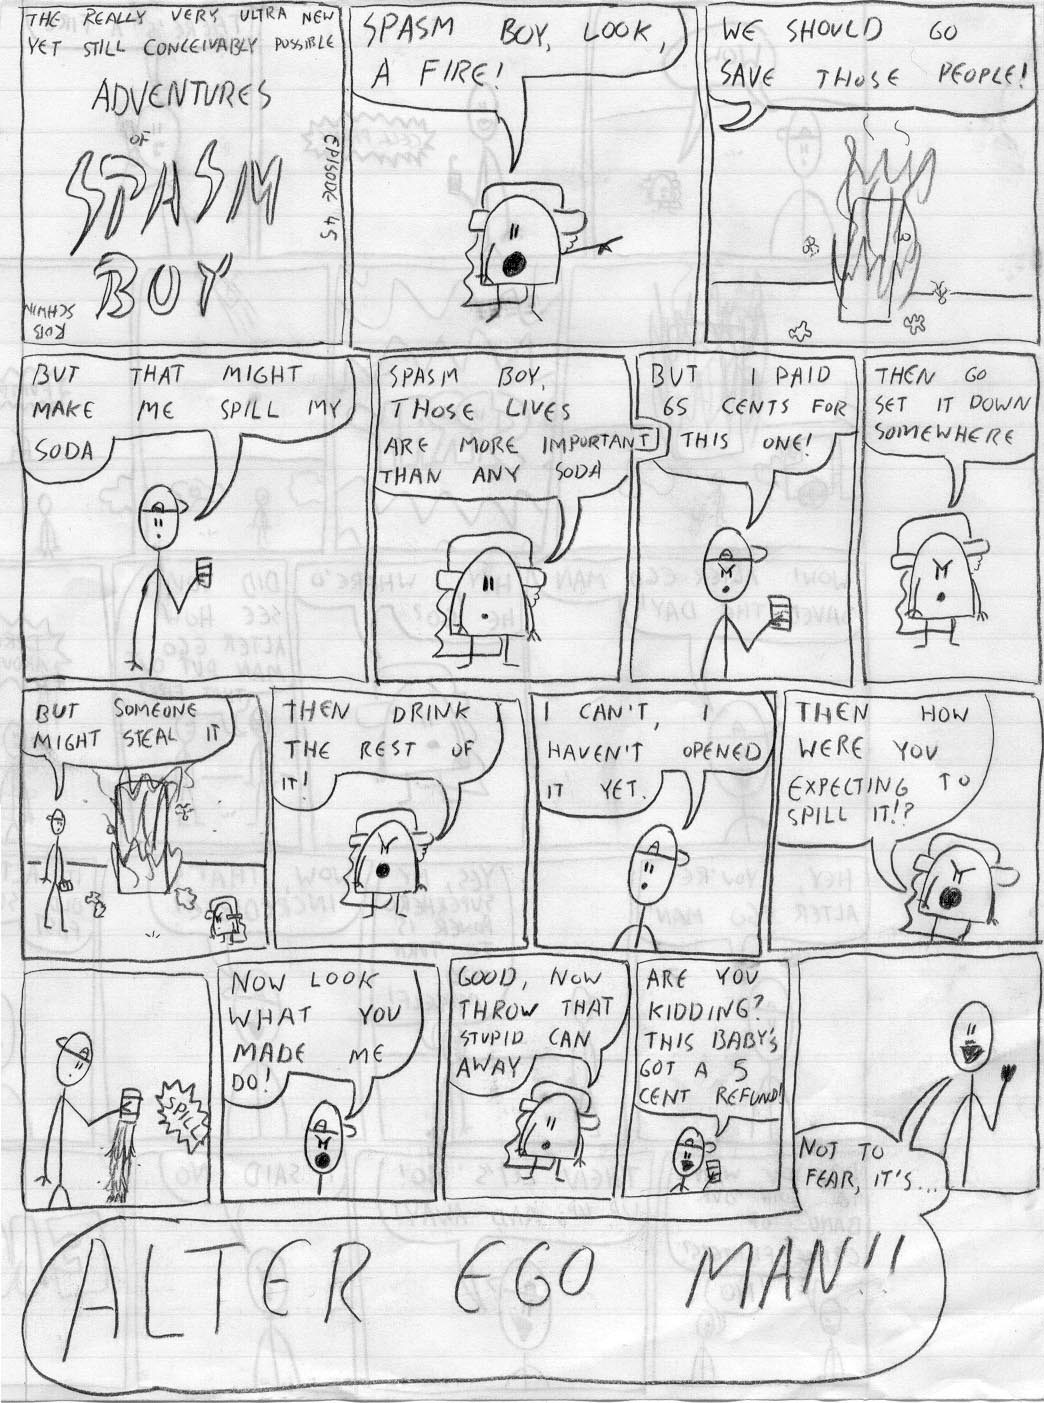 THE REALLY VERY ULTRA NEW
YET STILL CONCEIVABLY POSSIBLE
ADVENTURES
OF
SPASM
BOY
EPISODE 45
ROB
SCHWIN
SPASM BOY, LOOK,
A FIRE!
WE SHOULD GO
SAVE THOSE PEOPLE!
BUT THAT MIGHT
MAKE ME SPILL MY
SODA
SPASM BOY,
THOSE LIVES
ARE MORE IMPORTANT
THAN ANY SODA
BUT I PAID
65 CENTS FOR
THIS ONE!
THEN GO
SET IT DOWN
SOMEWHERE
BUT SOMEONE
MIGHT STEAL IT
THEN DRINK
THE REST OF
IT!
I CAN'T, I
HAVEN'T OPENED
IT YET.
THEN HOW
WERE YOU
EXPECTING TO
SPILL IT!?
SPILL!
NOW LOOK
WHAT YOU
MADE ME
DO!
GOOD, NOW
THROW THAT
STUPID CAN
AWAY
ARE YOU
KIDDING?
THIS BABY'S
GOT A 5
CENT REFUND!
NOT TO
FEAR, IT'S...
ALTER EGO MAN!!